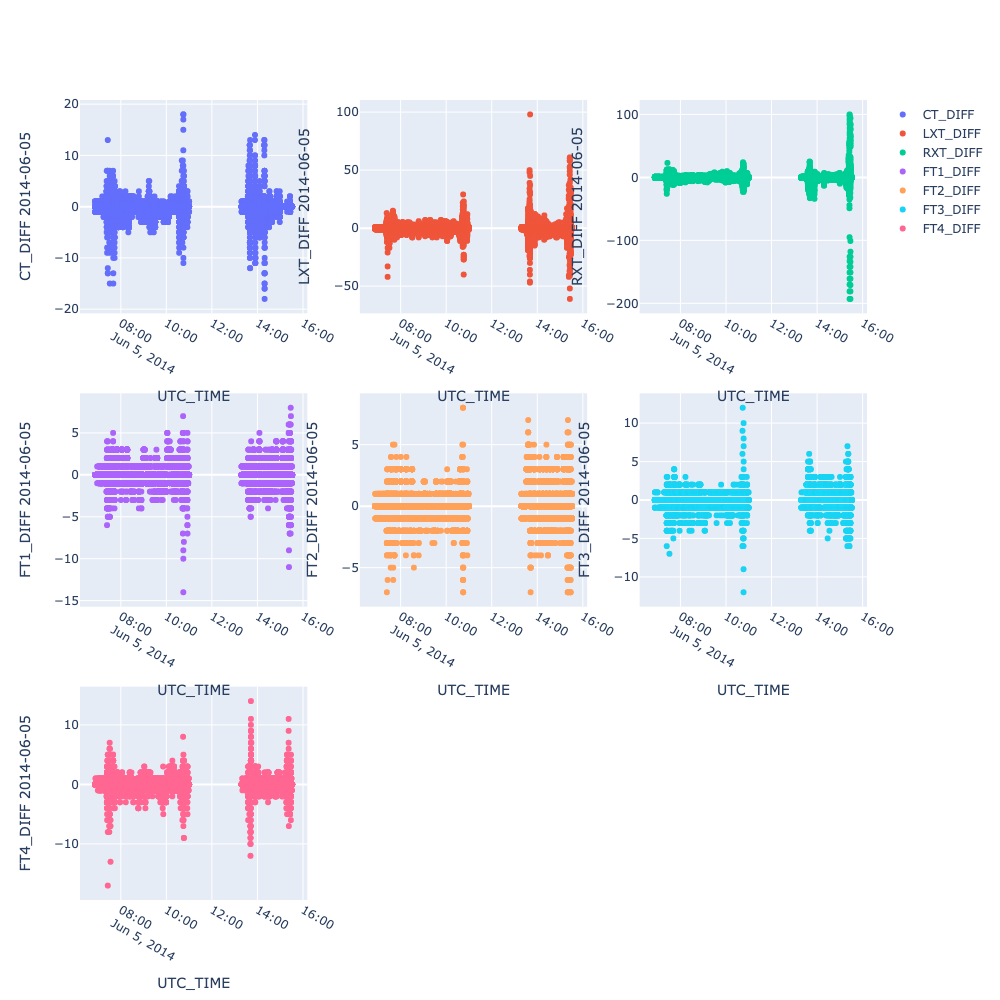 CT_DIFF 2014-06-05
20
10
0
−10
−20
08:00
10:00
12:00
14:00
16:00
Jun 5, 2014
UTC_TIME
LXT_DIFF 2014-06-05
100
50
0
−50
08:00
10:00
12:00
14:00
16:00
Jun 5, 2014
UTC_TIME
RXT_DIFF 2014-06-05
100
0
−100
−200
08:00
10:00
12:00
14:00
16:00
Jun 5, 2014
UTC_TIME
CT_DIFF
LXT_DIFF
RXT_DIFF
FT1_DIFF
FT2_DIFF
FT3_DIFF
FT4_DIFF
FT1_DIFF 2014-06-05
5
0
−5
−10
−15
08:00
10:00
12:00
14:00
16:00
Jun 5, 2014
UTC_TIME
FT2_DIFF 2014-06-05
5
0
−5
08:00
10:00
12:00
14:00
16:00
Jun 5, 2014
UTC_TIME
FT3_DIFF 2014-06-05
10
5
0
−5
−10
08:00
10:00
12:00
14:00
16:00
Jun 5, 2014
UTC_TIME
FT4_DIFF 2014-06-05
10
0
−10
08:00
10:00
12:00
14:00
16:00
Jun 5, 2014
UTC_TIME